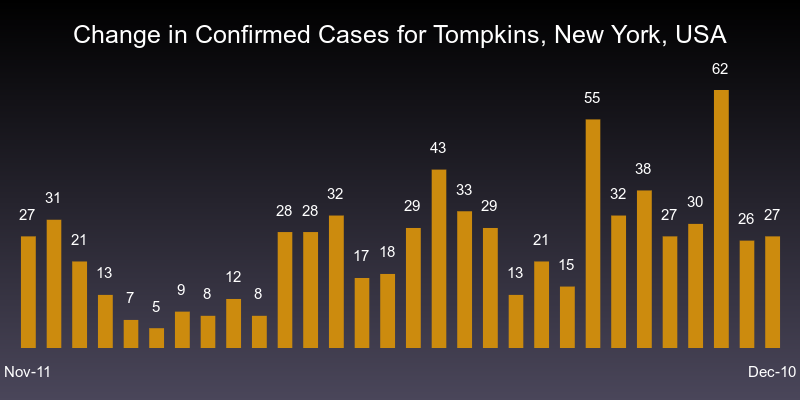 Change in Confirmed Cases for Tompkins, New York, USA
27 31 21 13 7 5 9 8 12 8 28 28 32 17 18 29 43 33 29 13 21 15 55 32 38 27 30 62 26 27
Nov-11 Dec-10